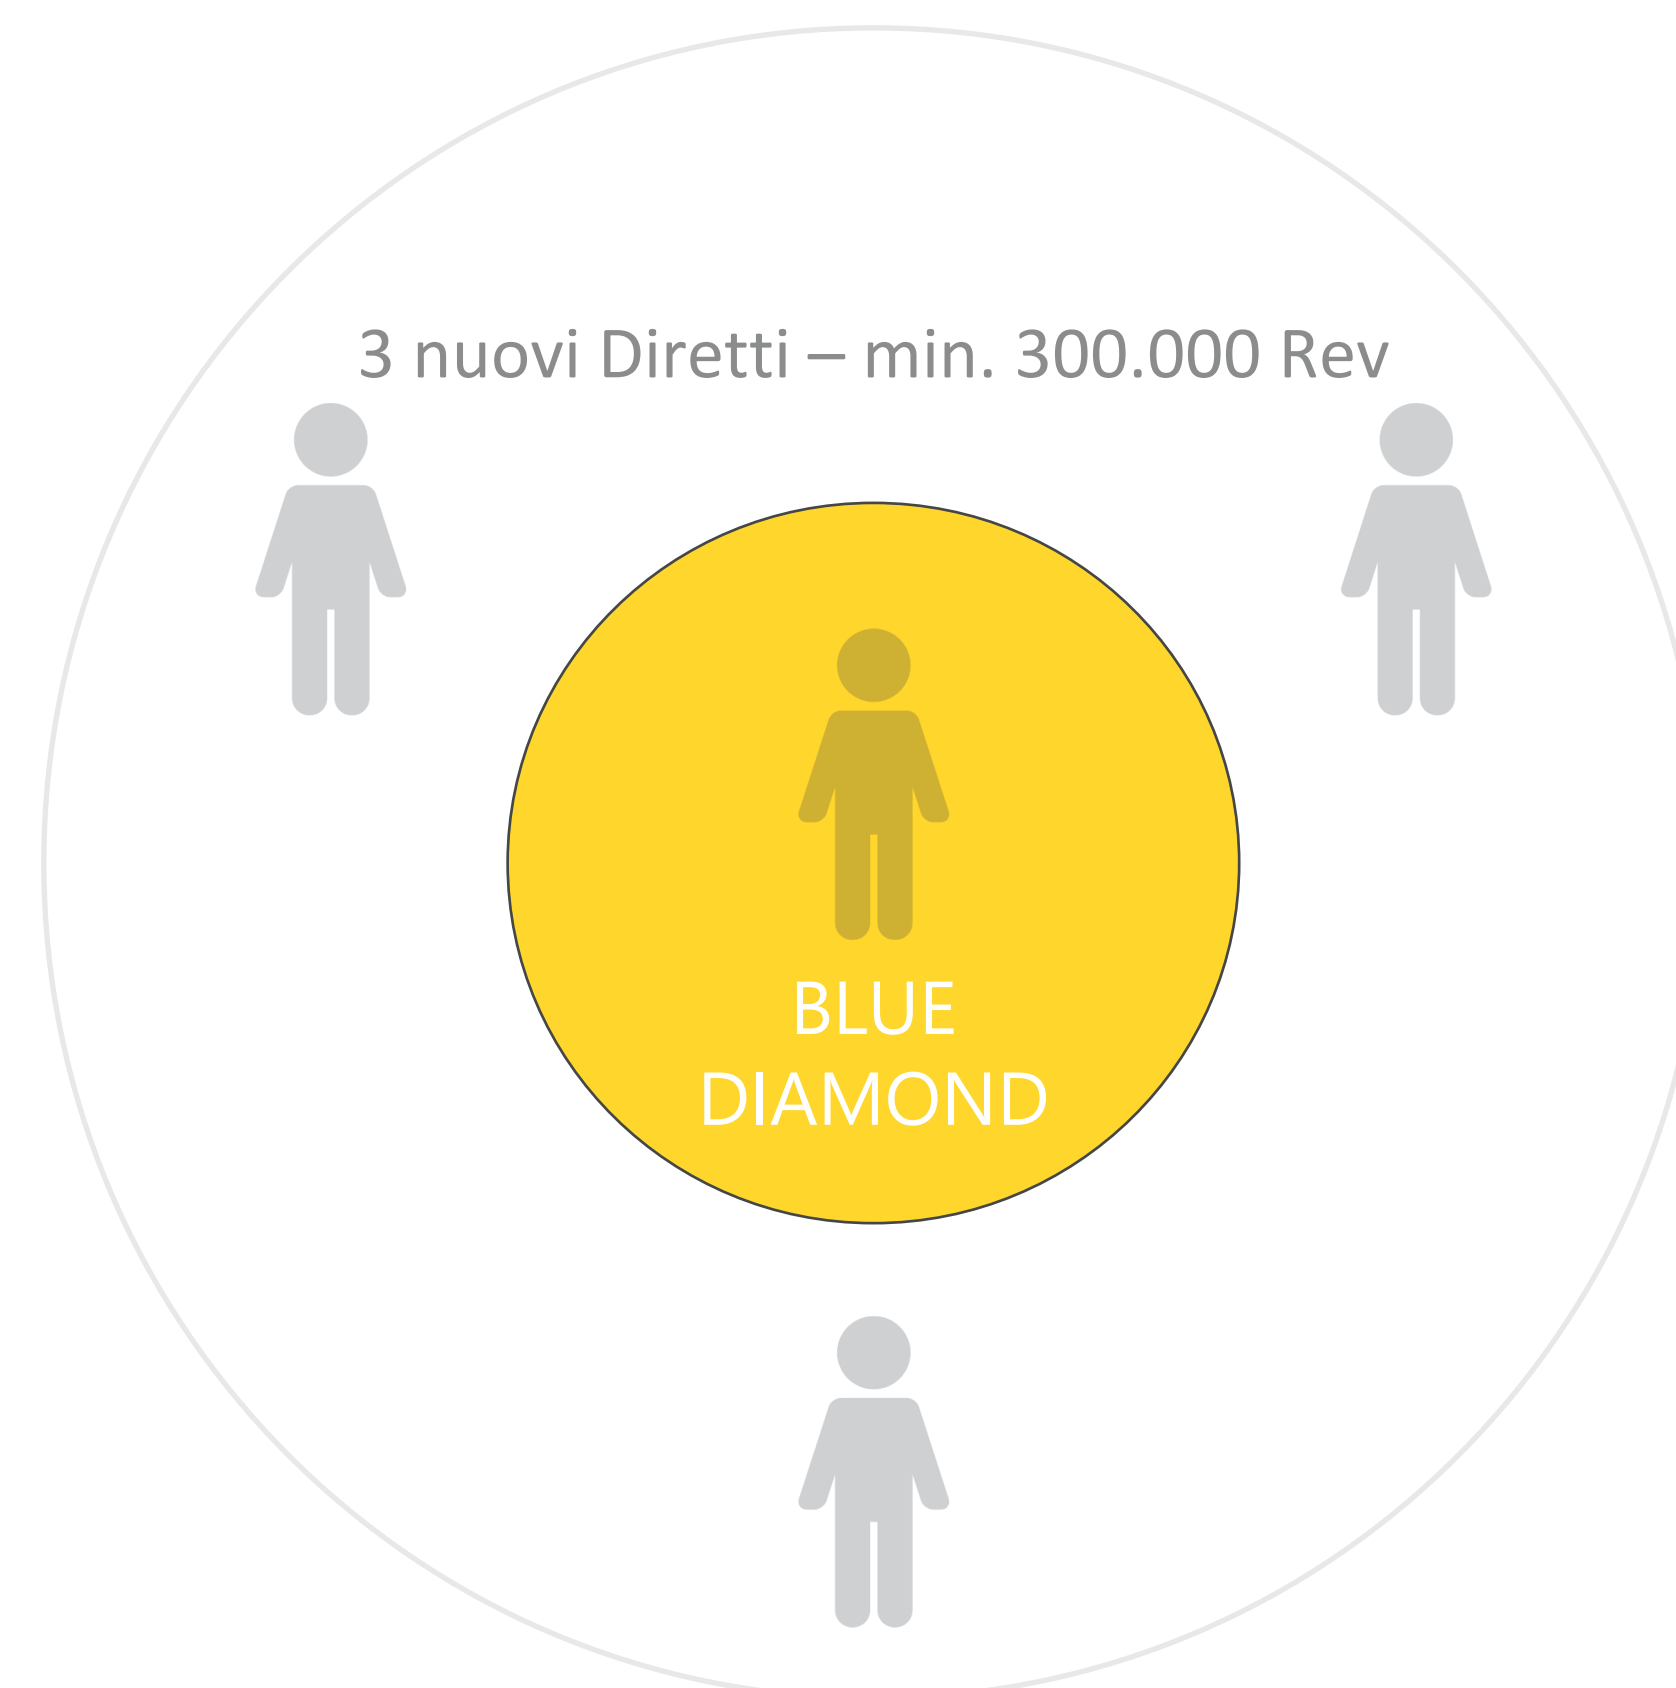 3 nuovi Diretti – min. 300.000 Rev
BLUE
DIAMOND